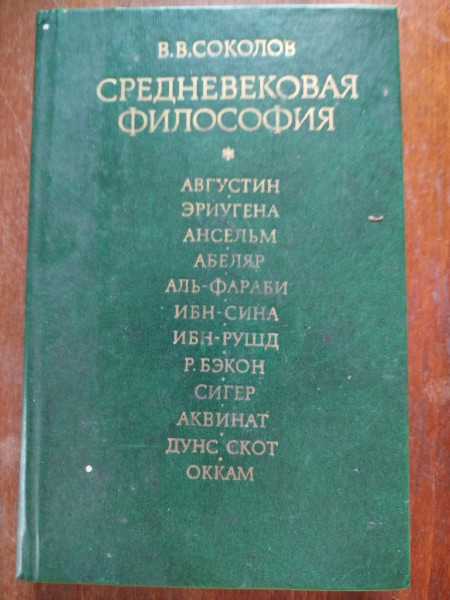 В.В.СОКОЛОВ
СРЕДНЕВЕКОВАЯ
ФИЛОСОФИЯ
*
АВГУСТИН
ЭРИУГЕНА
АНСЕЛЬМ
АБЕЛЯР
АЛЬ-ФАРАБИ
ИБН-СИНА
ИБН-РУШД
Р.БЭКОН
СИГЕР
АКВИНАТ
ДУНС СКОТ
ОККАМ